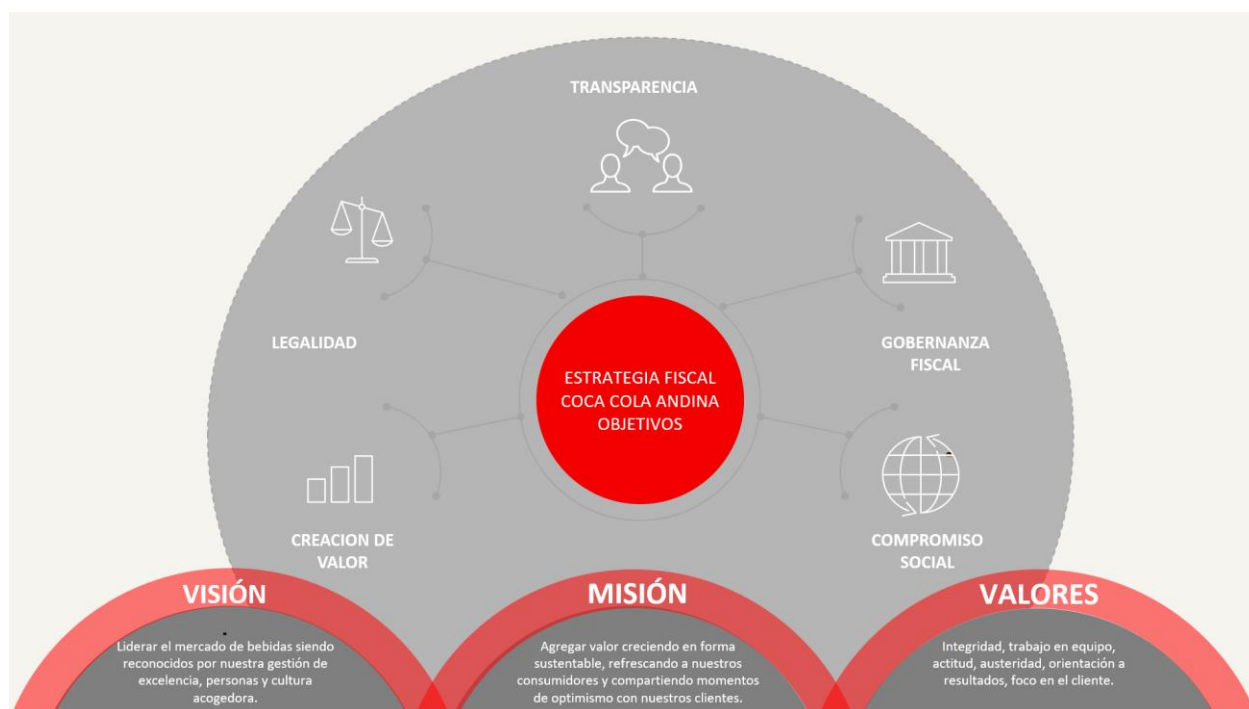 TRANSPARENCIA
LEGALIDAD
GOBERNANZA
FISCAL
ESTRATEGIA FISCAL
COCA COLA ANDINA
OBJETIVOS
CREACION DE
VALOR
COMPROMISO
SOCIAL
VISIÓN
Liderar el mercado de bebidas siendo
reconocidos por nuestra gestión de
excelencia, personas y cultura
acogedora.
MISIÓN
Agregar valor creciendo en forma
sustentable, refrescando a nuestros
consumidores y compartiendo momentos
de optimismo con nuestros clientes.
VALORES
Integridad, trabajo en equipo,
actitud, austeridad, orientación a
resultados, foco en el cliente.